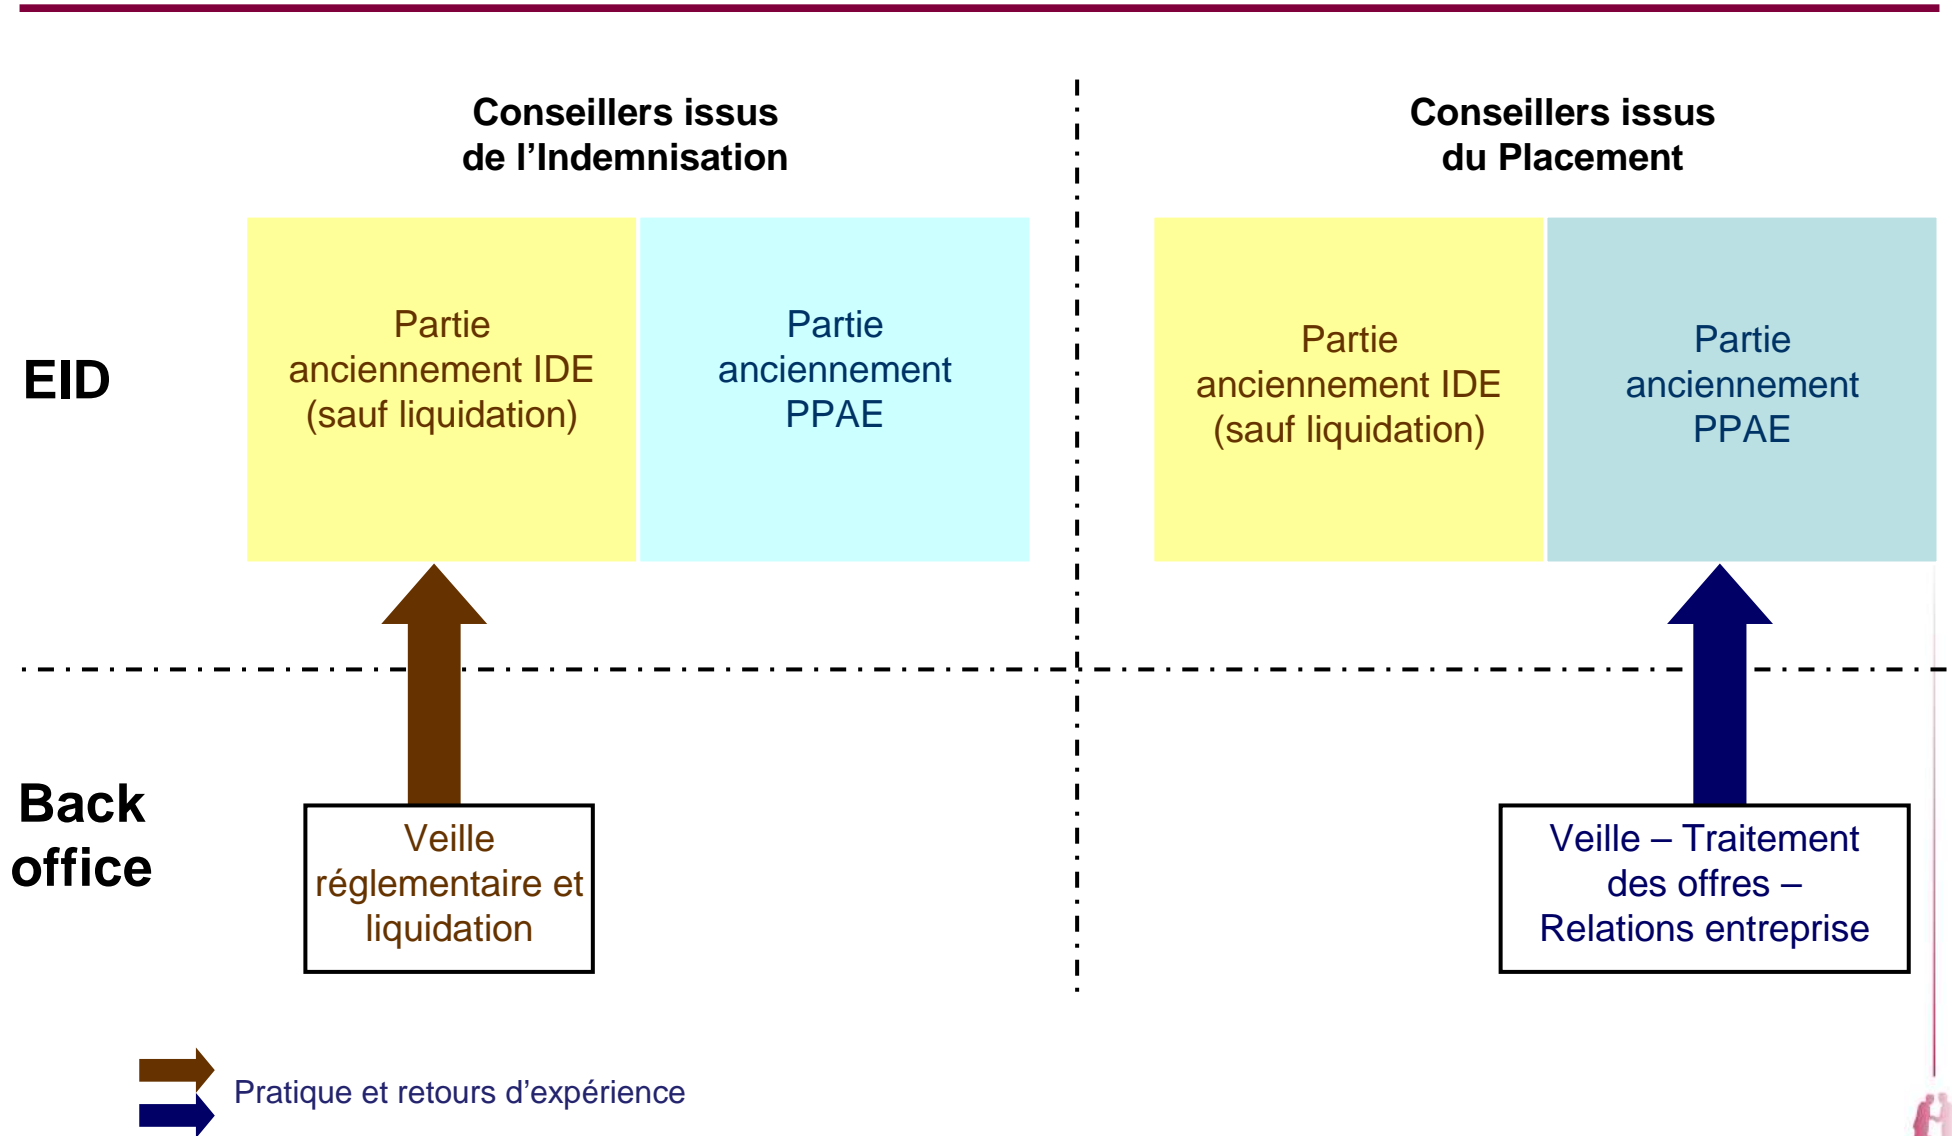 Conseillers issus
de l’Indemnisation
Conseillers issus
du Placement
EID
Partie
anciennement IDE
(sauf liquidation)
Partie
anciennement
PPAE
Partie
anciennement IDE
(sauf liquidation)
Partie
anciennement
PPAE
Back
office
Veille
réglementaire et
liquidation
Veille – Traitement
des offres –
Relations entreprise
Pratique et retours d’expérience